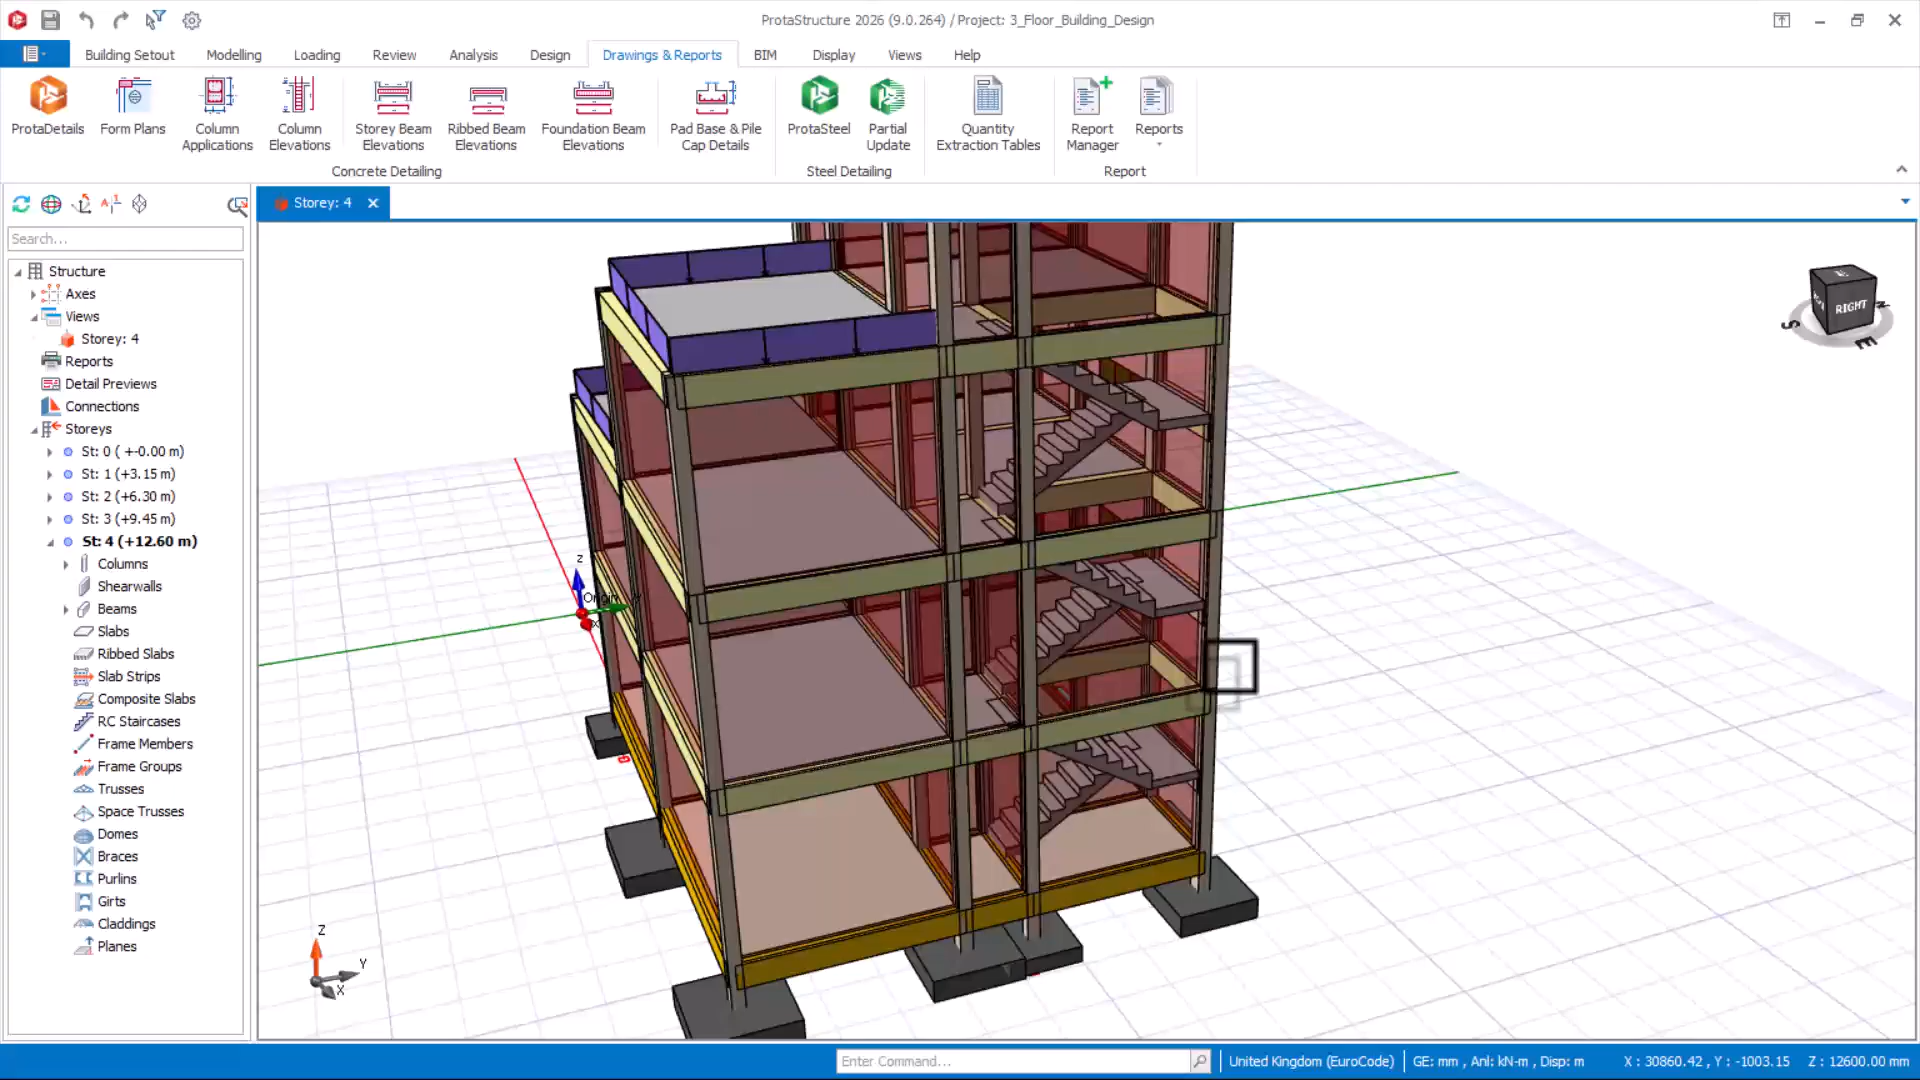 ProtaStructure 2026 (9.0.264) / Project: 3_Floor_Building_Design
Building Setout Modelling Loading Review Analysis Design Drawings & Reports BIM Display Views Help
ProtaDetails
Form Plans
Column Applications
Column Elevations
Storey Beam Elevations
Ribbed Beam Elevations
Foundation Beam Elevations
Pad Base & Pile Cap Details
ProtaSteel
Partial Update
Quantity Extraction Tables
Report Manager
Reports
Concrete Detailing
Steel Detailing
Report
Storey: 4
Search...
Structure
Axes
Views
Storey: 4
Reports
Detail Previews
Connections
Storeys
St: 0 ( +-0.00 m)
St: 1 (+3.15 m)
St: 2 (+6.30 m)
St: 3 (+9.45 m)
St: 4 (+12.60 m)
Columns
Shearwalls
Beams
Slabs
Ribbed Slabs
Slab Strips
Composite Slabs
RC Staircases
Frame Members
Frame Groups
Trusses
Space Trusses
Domes
Braces
Purlins
Girts
Claddings
Planes
RIGHT
S
E
Z
Origin
X
Z
Y
X
Enter Command...
United Kingdom (EuroCode)
GE: mm , Anl: kN-m , Disp: m
X : 30860.42 , Y : -1003.15 Z : 12600.00 mm